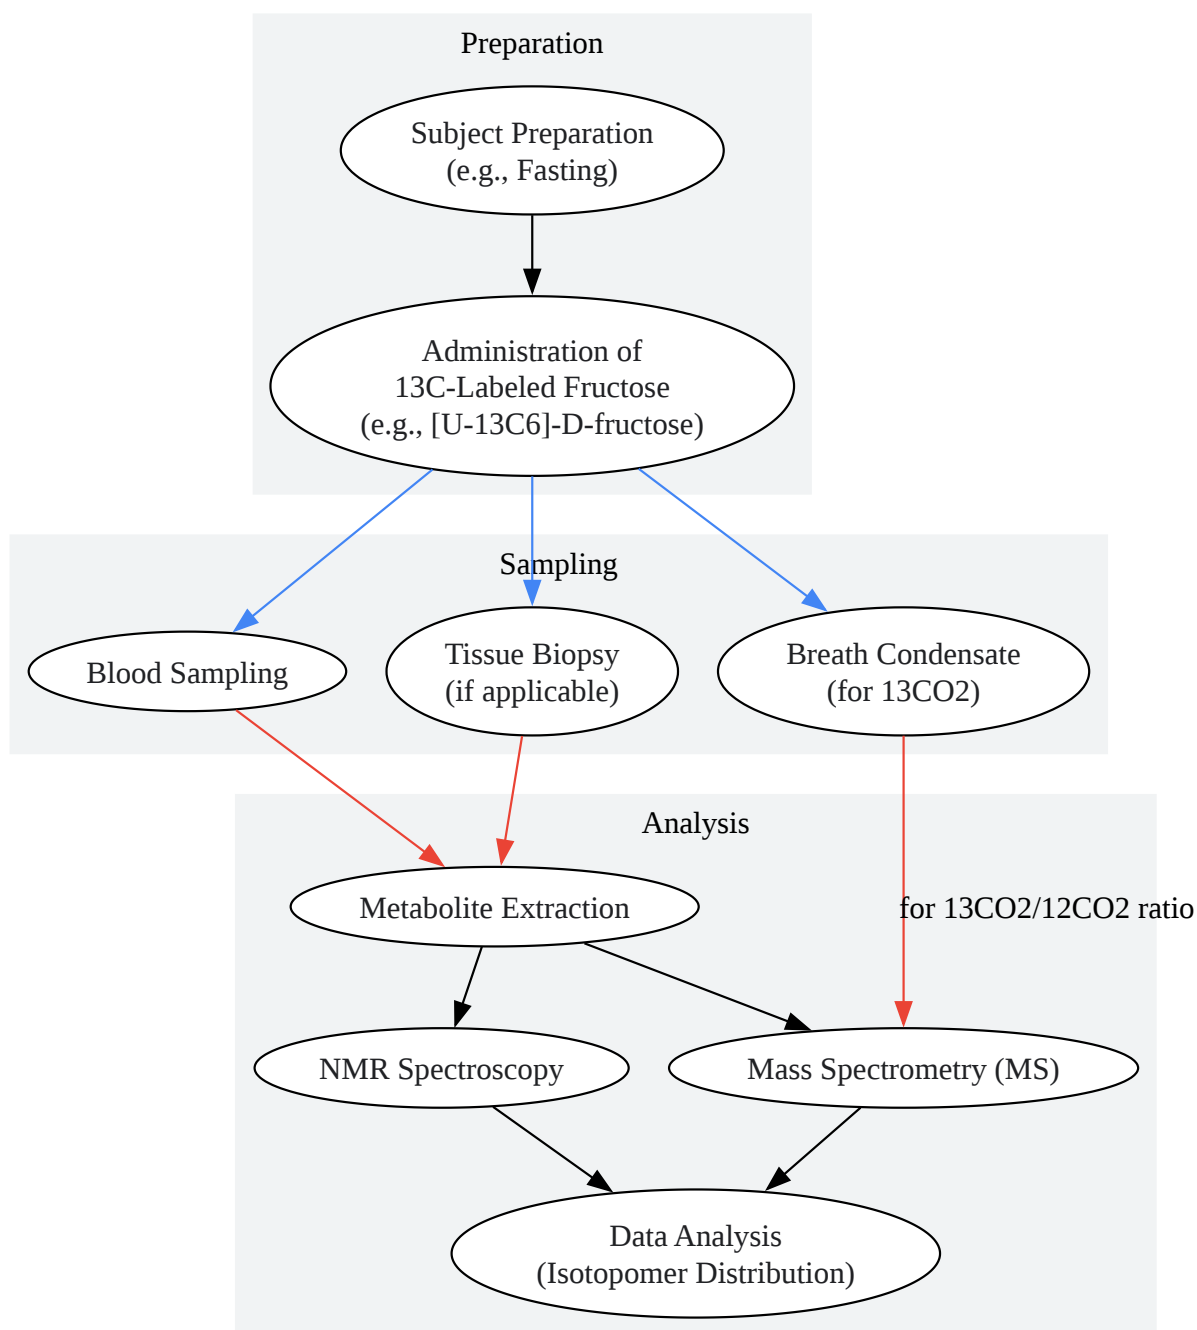 Preparation
Subject Preparation
(e.g., Fasting)
Administration of
13C-Labeled Fructose
(e.g., [U-13C6]-D-fructose)
Sampling
Blood Sampling
Tissue Biopsy
(if applicable)
Breath Condensate
(for 13CO2)
Analysis
Metabolite Extraction
for 13CO2/12CO2 ratio
NMR Spectroscopy
Mass Spectrometry (MS)
Data Analysis
(Isotopomer Distribution)